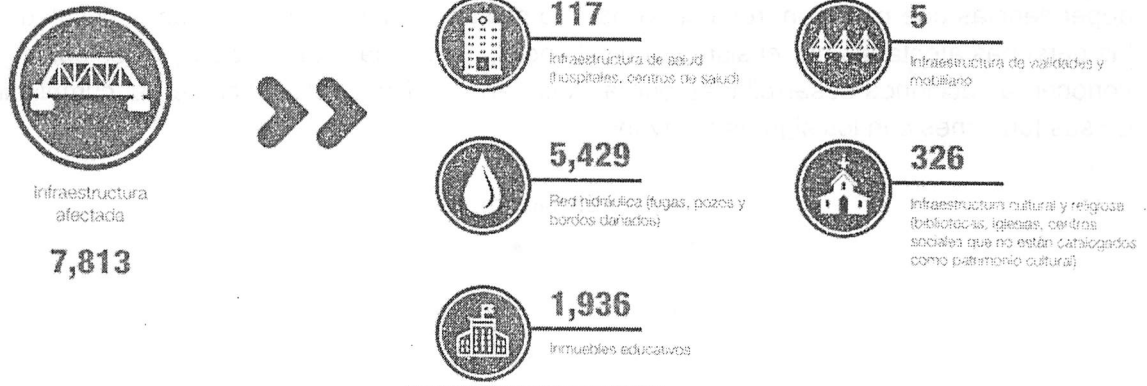 Infraestructura
afectada
7,813
117
Infraestructura de salud
(hospitales, centros de salud)
5,429
Red hidráulica (fugas, pozos y
bordos dañados)
1,936
Inmuebles educativos
5
Infraestructura de vialidades y
mobiliario
326
Infraestructura cultural y religiosa
(bibliotecas, iglesias, centros
sociales que no están catalogados
como patrimonio cultural)